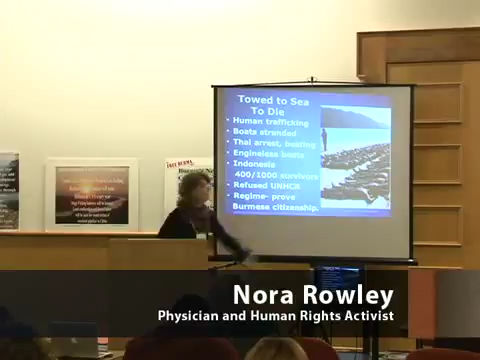 Towed to Sea
To Die
• Human trafficking
• Boats stranded
• Thai arrest, beating
• Engineless boats
• Indonesia
400/1000 survivors
• Refused UNHCR
• Regime- prove
Burmese citizenship.
FREE BURMA
Nora Rowley
Physician and Human Rights Activist